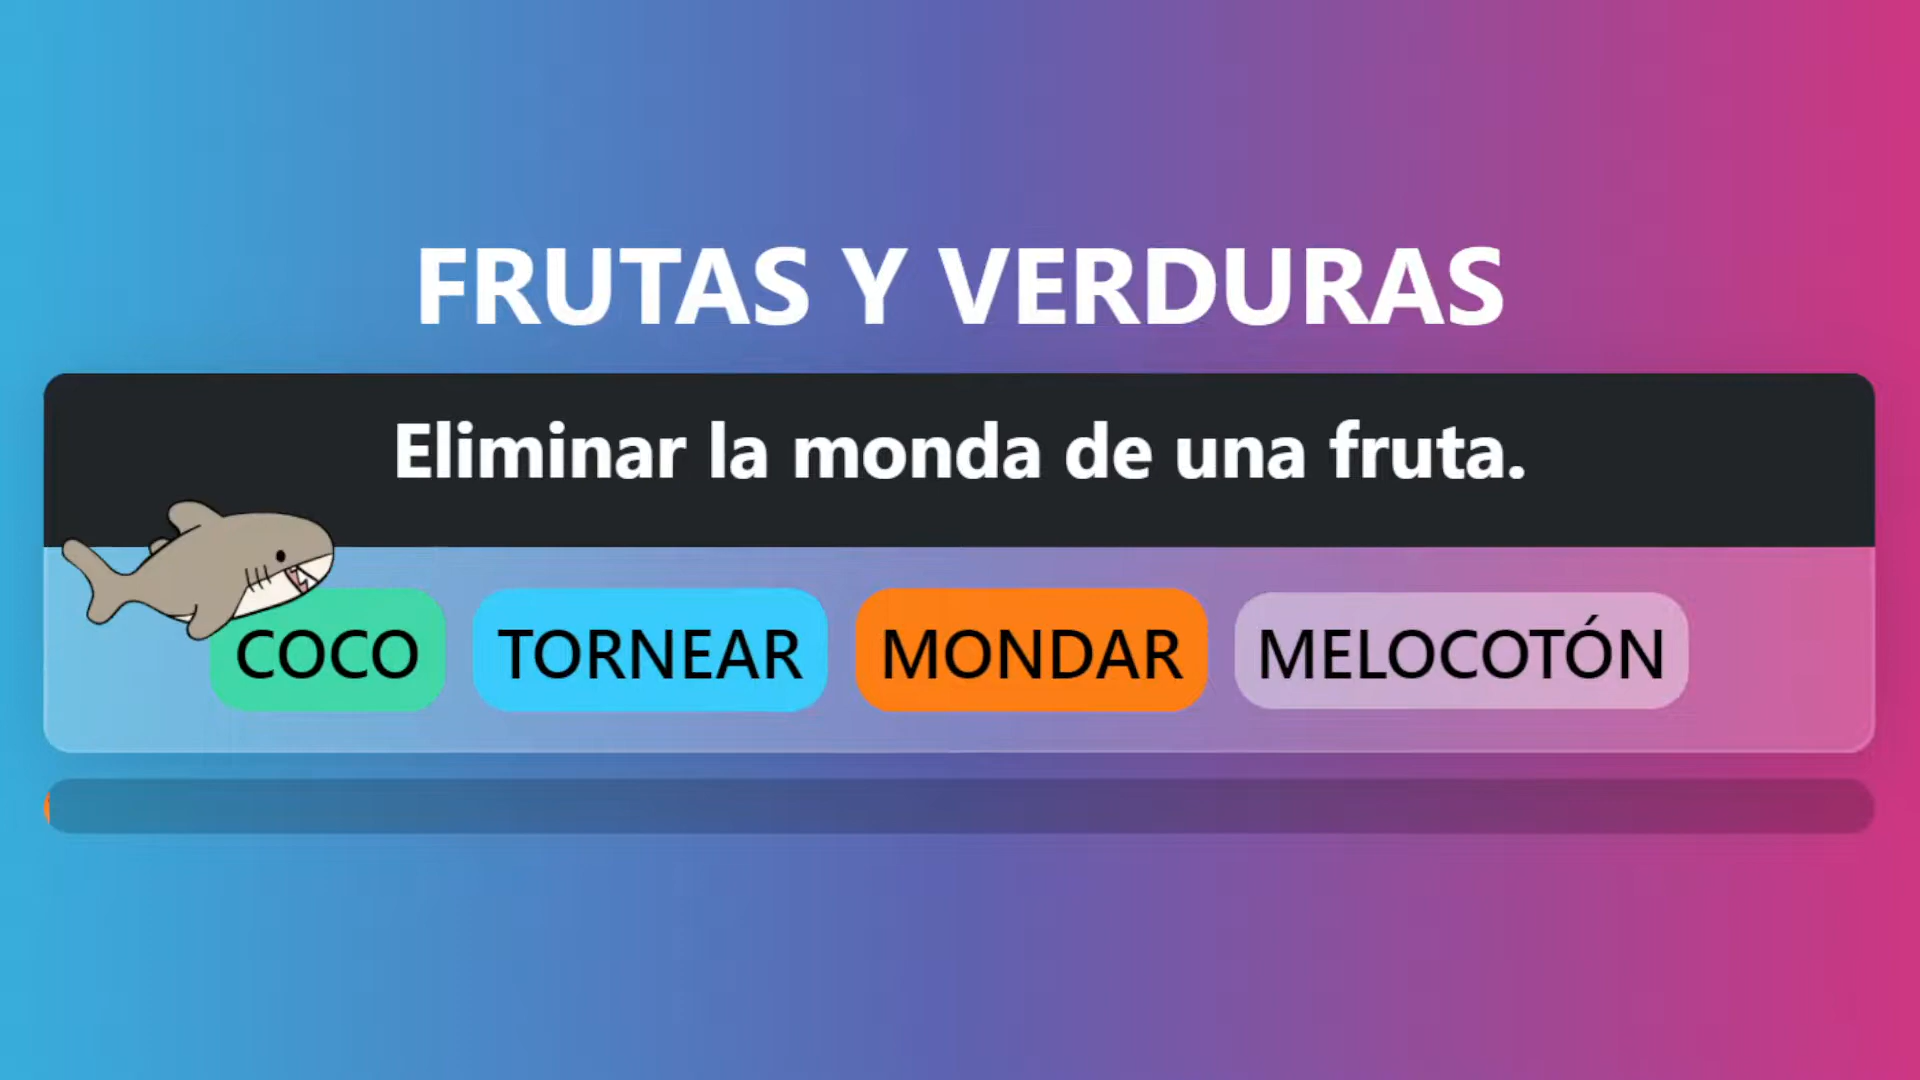 FRUTAS Y VERDURAS
Eliminar la monda de una fruta.
COCO TORNEAR MONDAR MELOCOTÓN